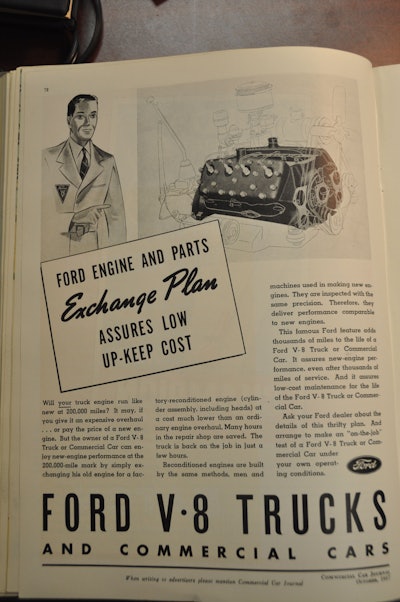 78
FORD ENGINE AND PARTS
Exchange Plan
ASSURES LOW
UP-KEEP COST
Will your truck engine run like
new at 200,000 miles? It may, if
you give it an expensive overhaul
. . . or pay the price of a new en-
gine. But the owner of a Ford V-8
Truck or Commercial Car can en-
joy new-engine performance at the
200,000-mile mark by simply ex-
changing his old engine for a fac-
tory-reconditioned engine (cylin-
der assembly, including heads) at
a cost much lower than an ordi-
nary engine overhaul. Many hours
in the repair shop are saved. The
truck is back on the job in just a
few hours.
Reconditioned engines are built
by the same methods, men and
machines used in making new en-
gines. They are inspected with the
same precision. Therefore, they
deliver performance comparable
to new engines.
This famous Ford feature adds
thousands of miles to the life of a
Ford V-8 Truck or Commercial
Car. It assures new-engine per-
formance, even after thousands of
miles of service. And it assures
low-cost maintenance for the life
of the Ford V-8 Truck or Commer-
cial Car.
Ask your Ford dealer about the
details of this thrifty plan. And
arrange to make an "on-the-job"
test of a Ford V-8 Truck or Com-
mercial Car under
your own operat-
ing conditions.
Ford
FORD V·8 TRUCKS
AND COMMERCIAL CARS
When writing to advertisers please mention Commercial Car Journal
COMMERCIAL CAR JOURNAL
OCTOBER, 1937